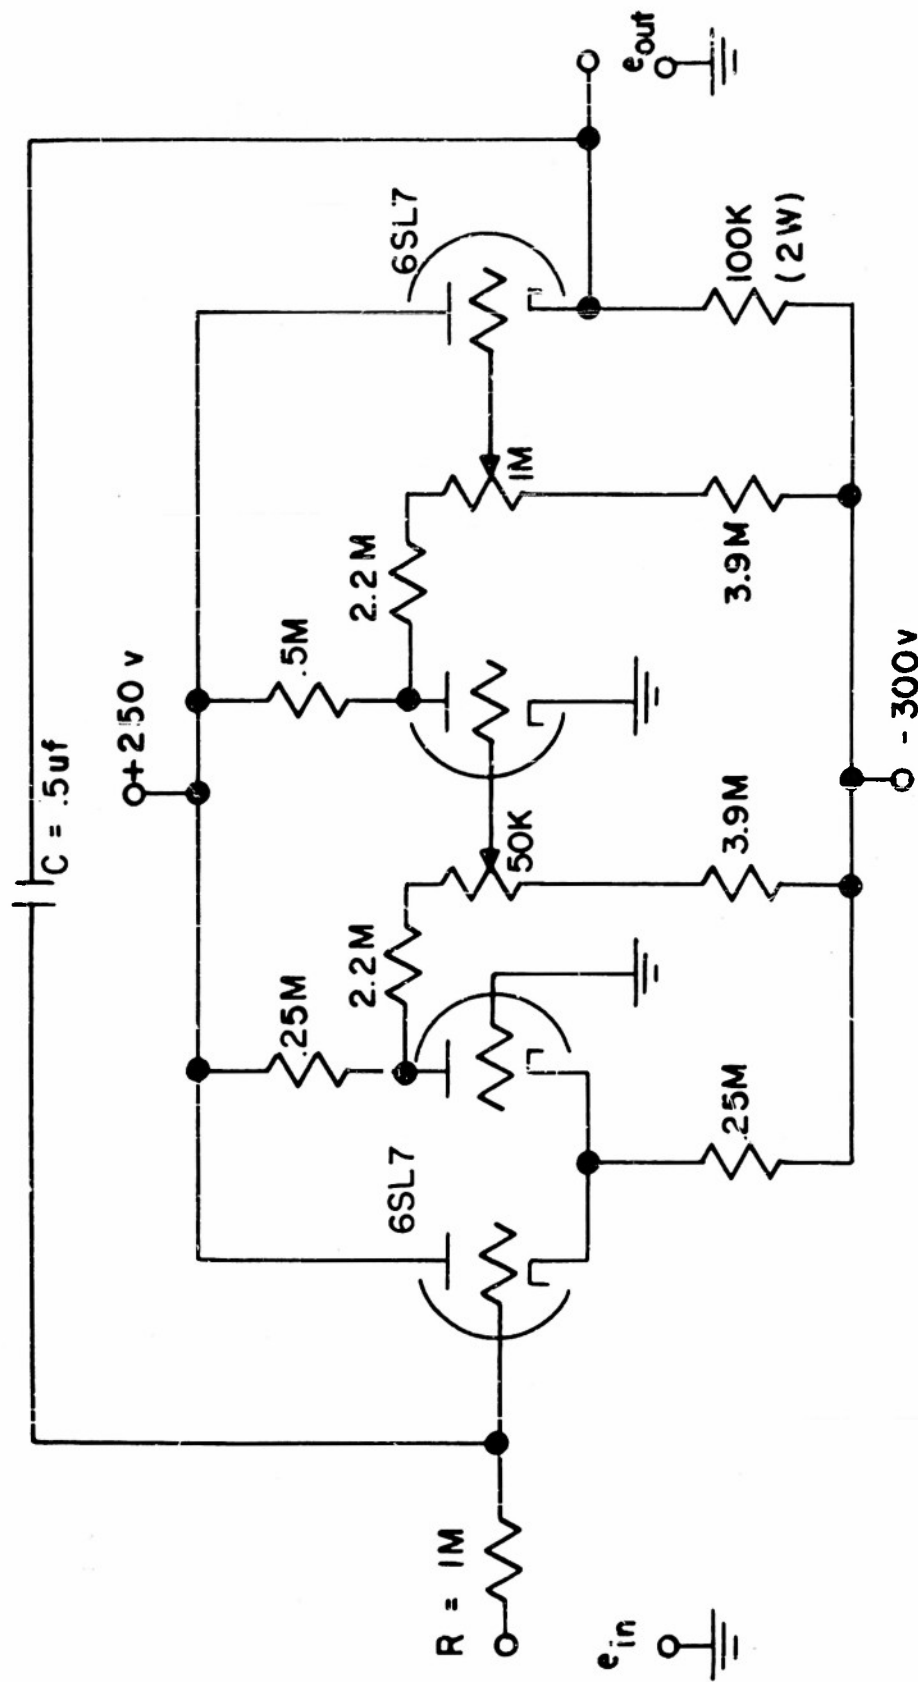 C = .5uf
+250v
.25M
.5M
6SL7
2.2M
2.2M
6SL7
R = 1M
50K
1M
e_in
.25M
3.9M
3.9M
100K
(2W)
e_out
-300v